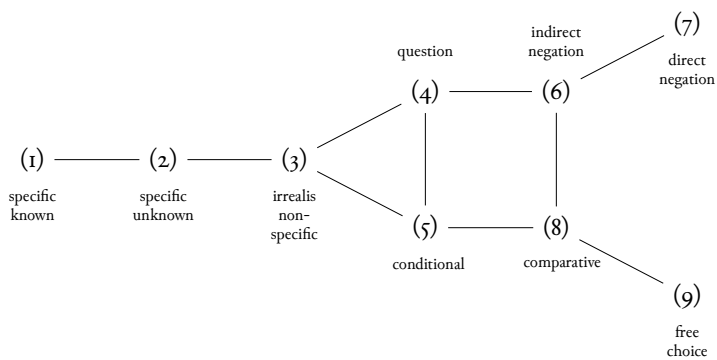 (7)
indirect
negation
direct
negation
question
(4)
(6)
(1)
(2)
(3)
specific
known
specific
unknown
irrealis
non-
specific
(5)
(8)
conditional
comparative
(9)
free
choice